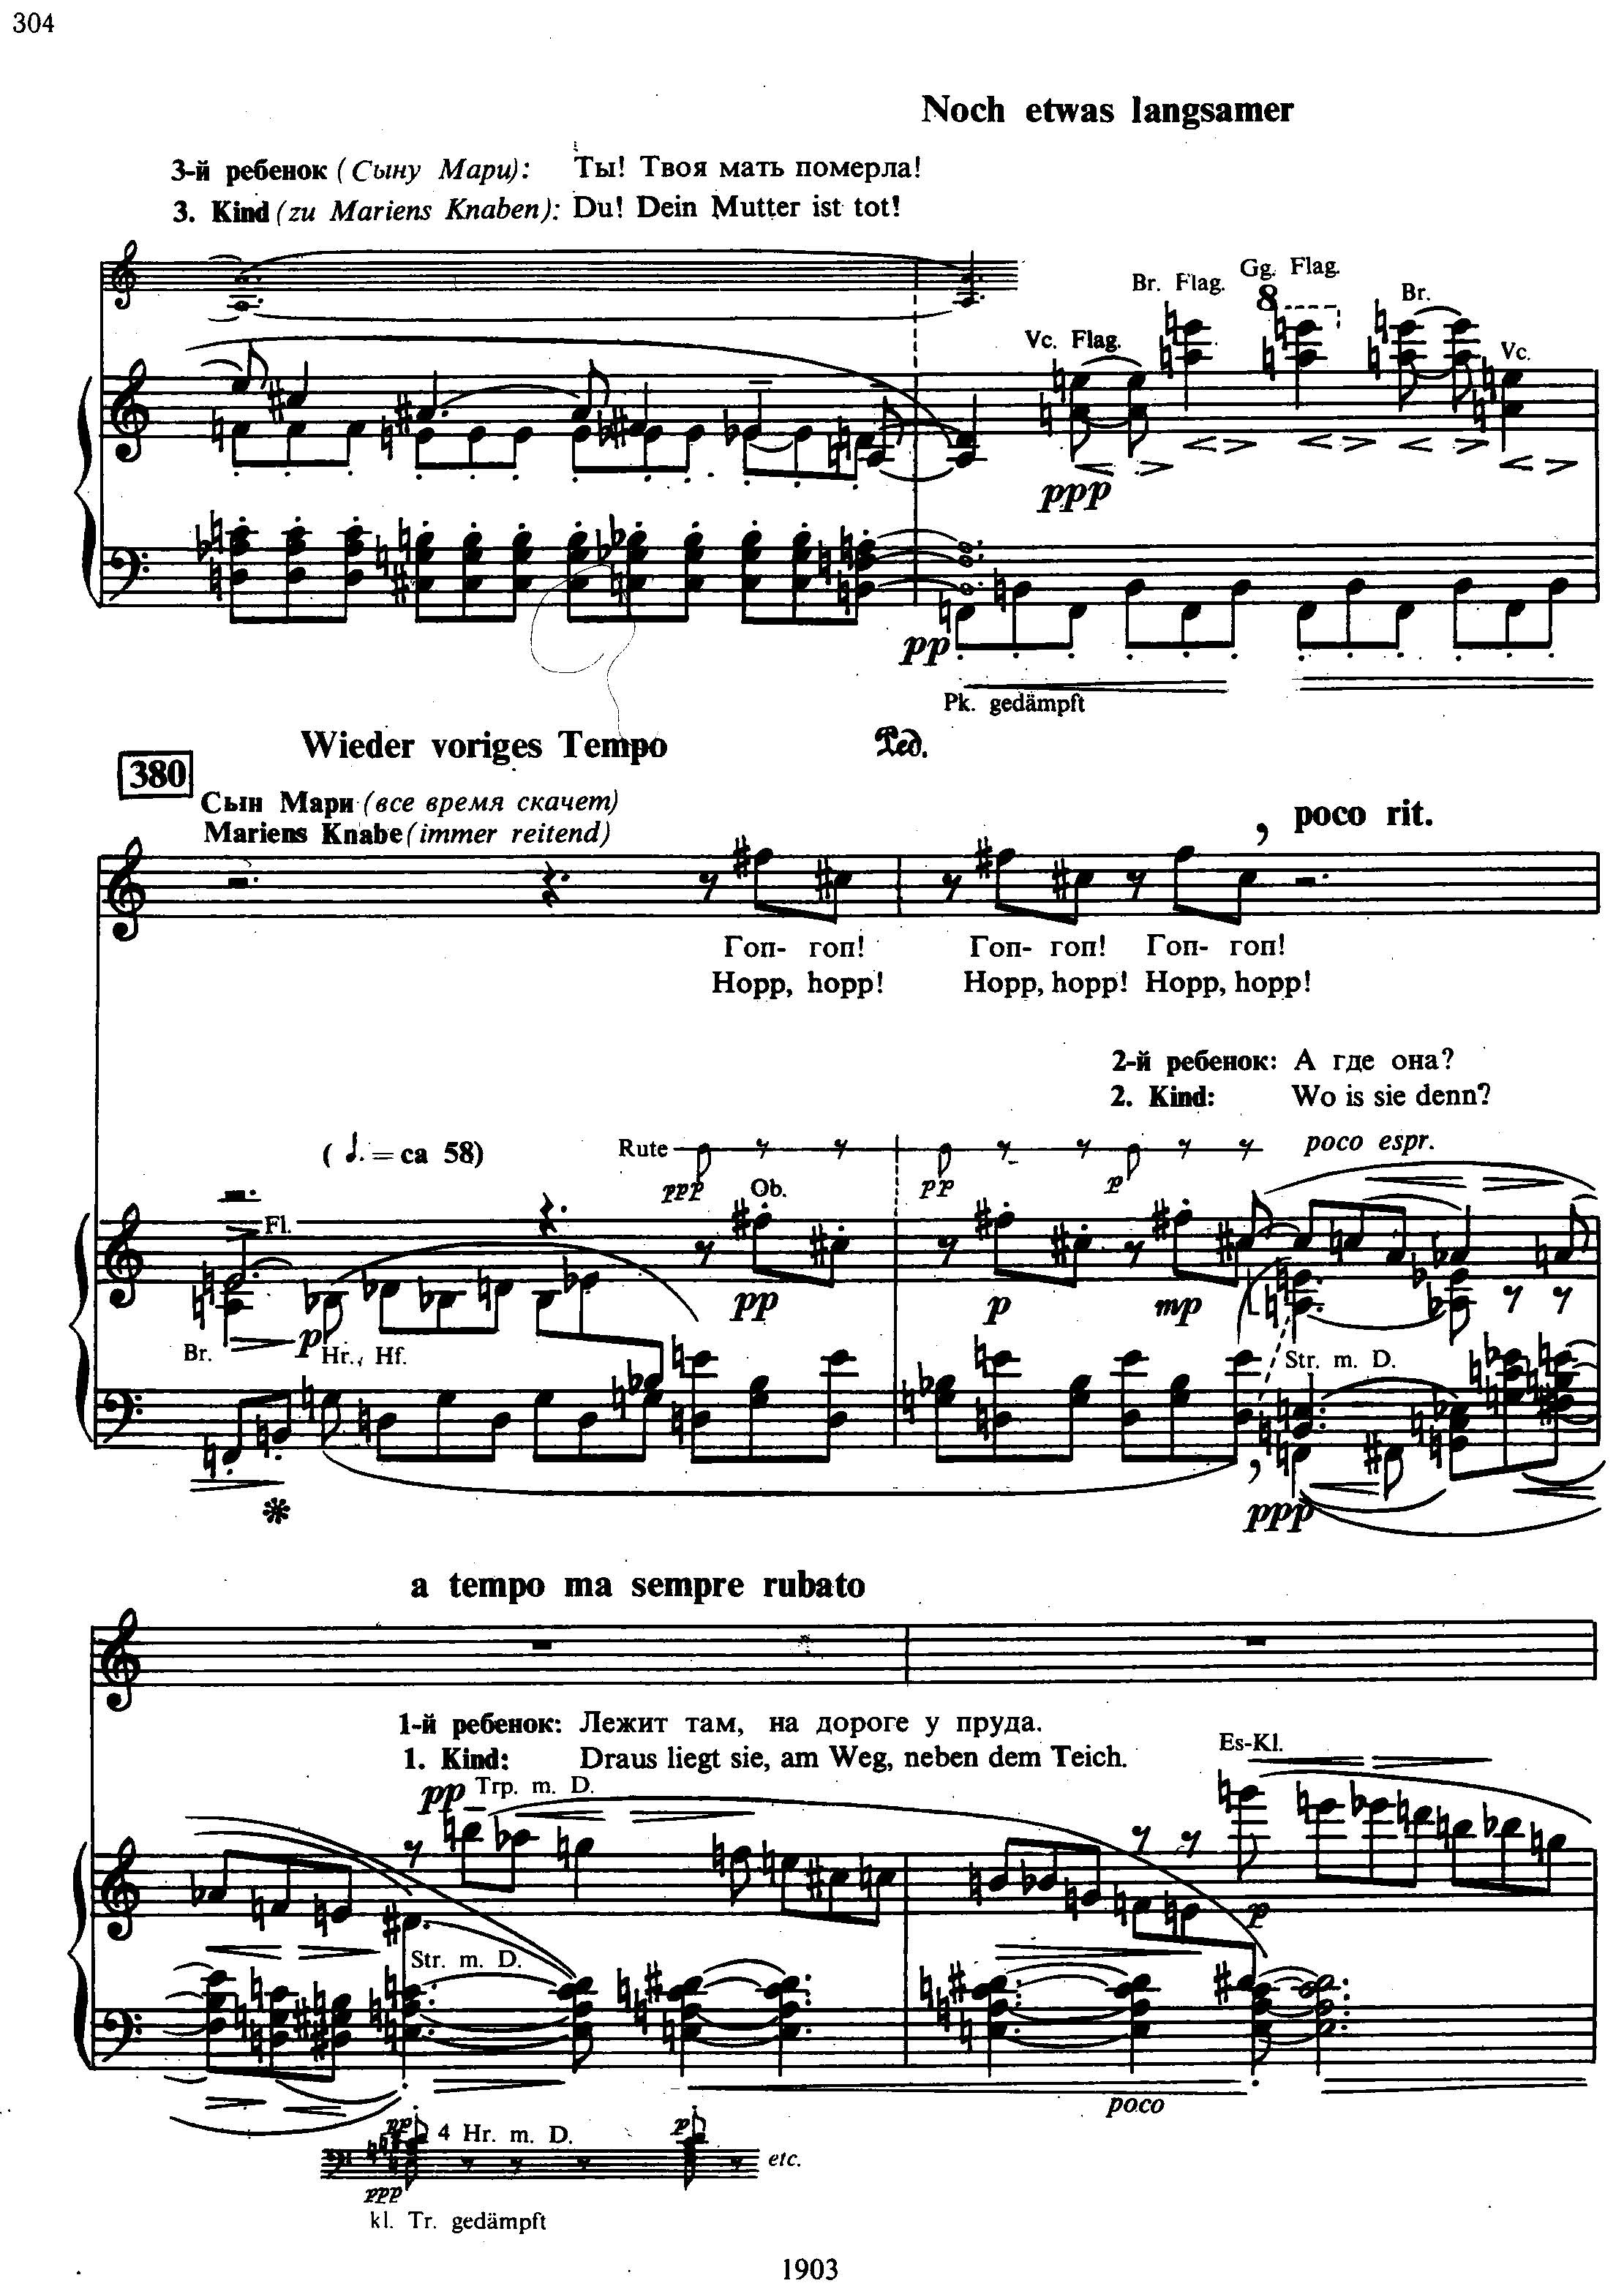 304
Noch etwas langsamer
3-й ребенок (Сыну Мари): Ты! Твоя мать померла!
3. Kind (zu Mariens Knaben): Du! Dein Mutter ist tot!
Br. Flag. Gg. Flag.
8
Br.
Vc. Flag. Vc.
ppp
pp
Pk. gedämpft
Wieder voriges Tempo Ped.
380
Сын Мари (все время скачет)
Mariens Knabe (immer reitend)
poco rit.
Гоп- гоп! Гоп- гоп! Гоп- гоп!
Hopp, hopp! Hopp, hopp! Hopp, hopp!
2-й ребенок: А где она?
2. Kind: Wo is sie denn?
( = ca 58) Rute poco espr.
ppp Ob. pp p
Fl.
pp p mp
p
Br. Hr., Hf. Str. m. D.
ppp
a tempo ma sempre rubato
1-й ребенок: Лежит там, на дороге у пруда.
1. Kind: Draus liegt sie, am Weg, neben dem Teich.
Es-Kl.
pp Trp. m. D.
p
Str. m. D.
poco
pp 4 Hr. m. D. p
etc.
ppp
kl. Tr. gedämpft
1903